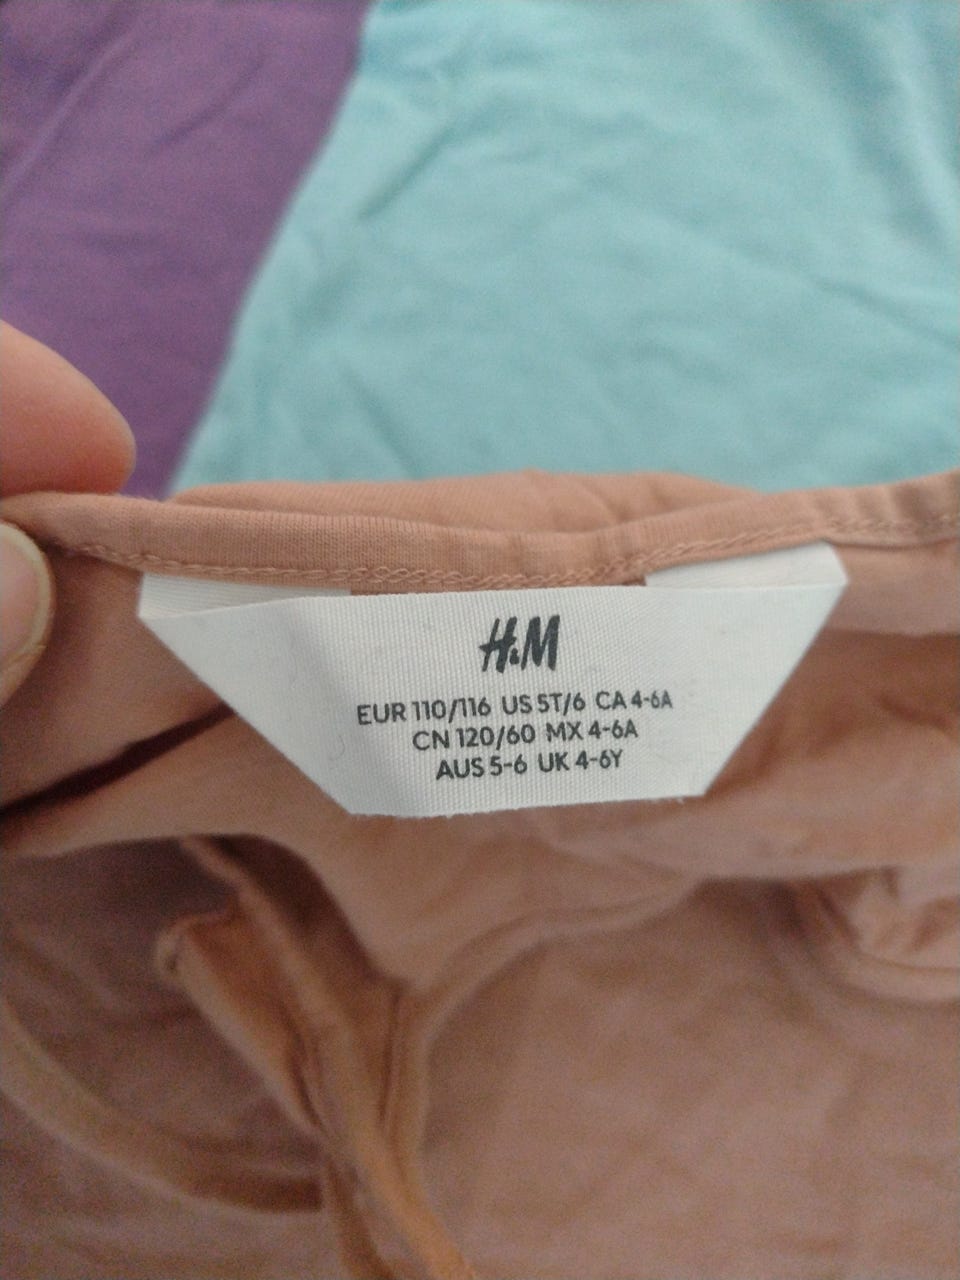 H&M
EUR 110/116 US 5T/6 CA 4-6A
CN 120/60 MX 4-6A
AUS 5-6 UK 4-6Y